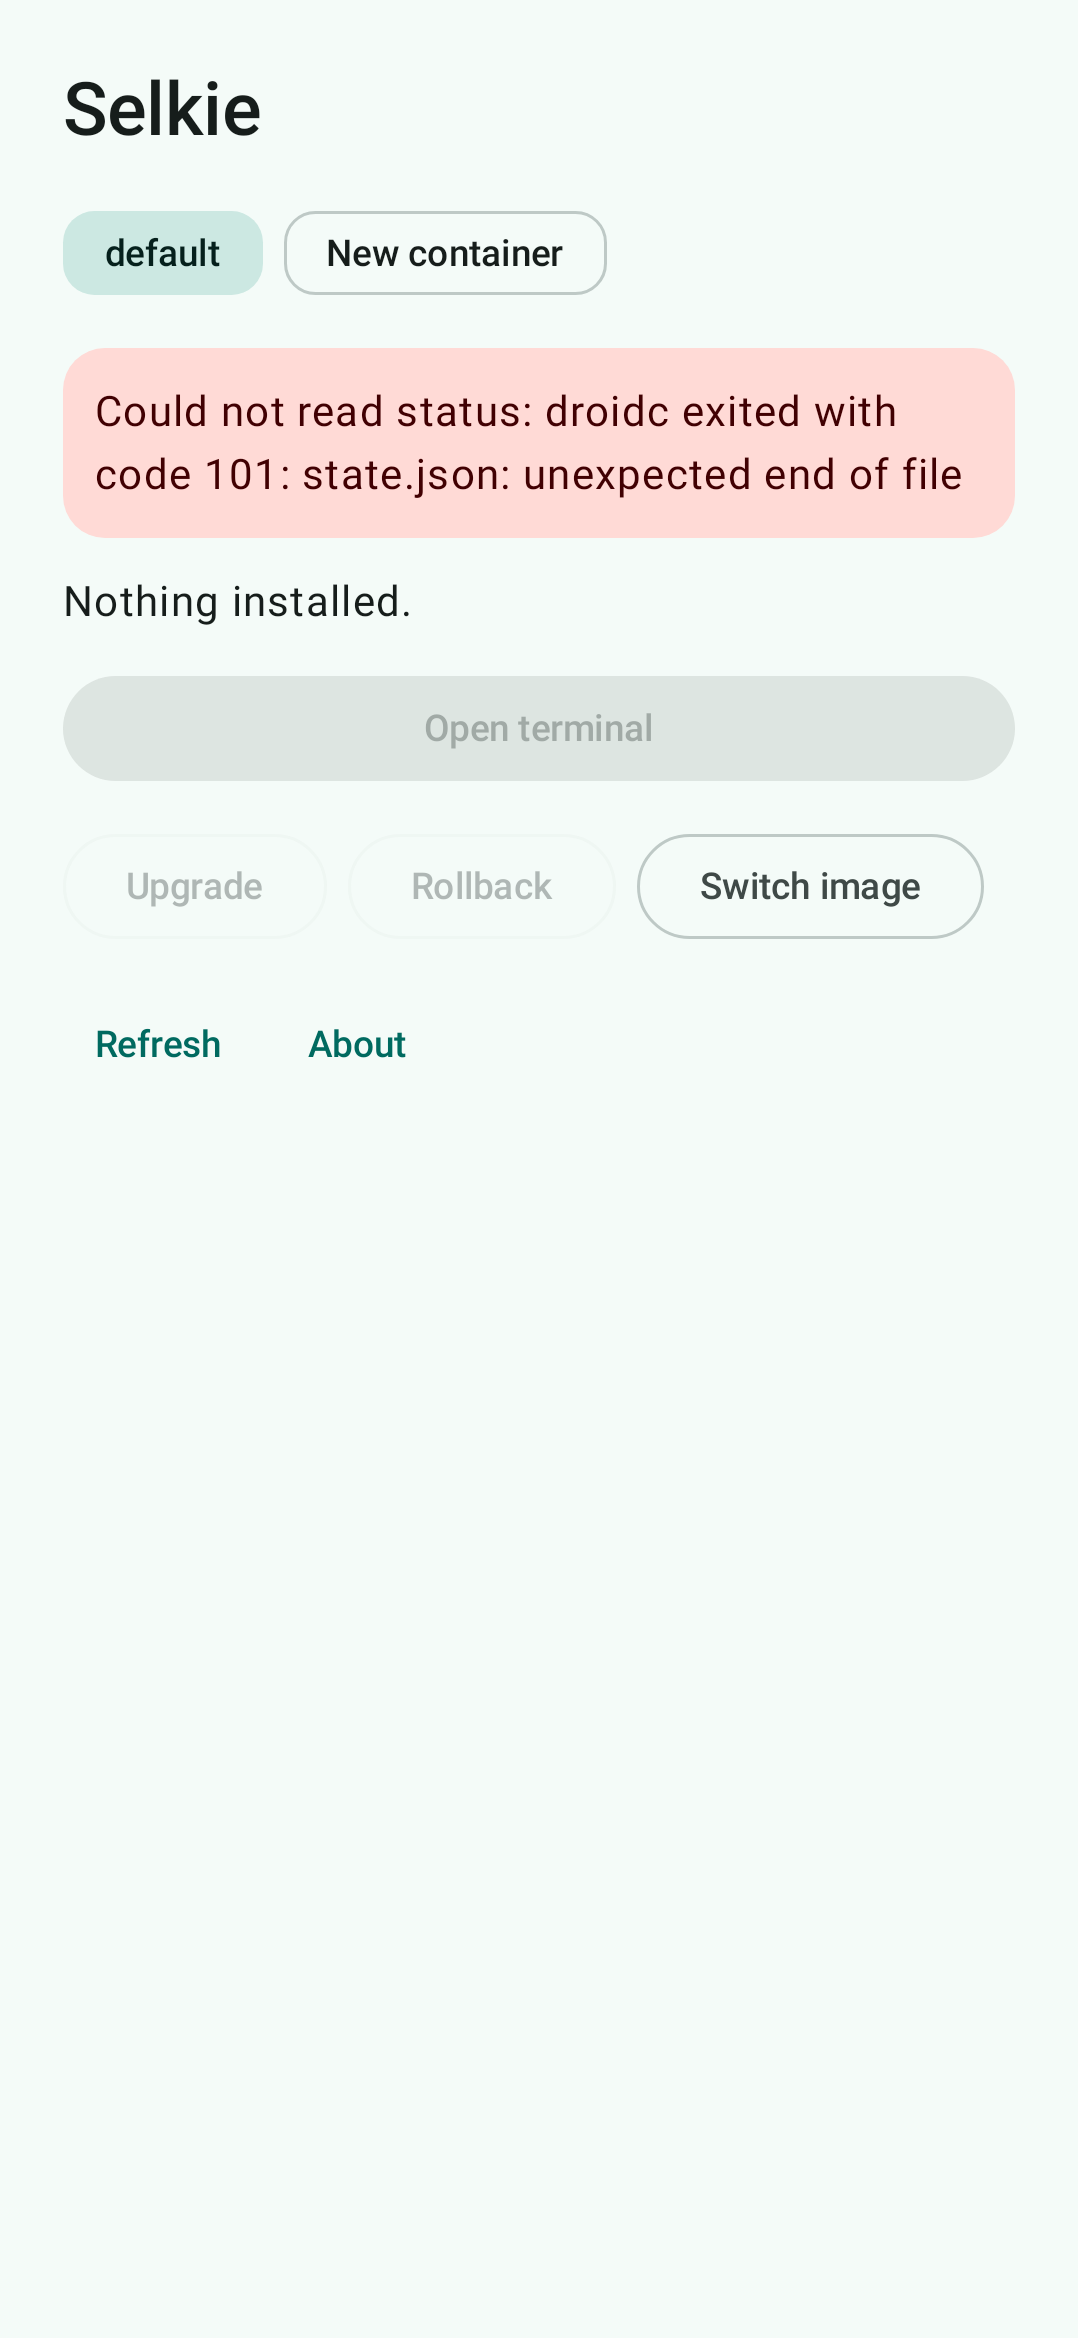 Selkie
default
New container
Could not read status: droidc exited with
code 101: state.json: unexpected end of file
Nothing installed.
Open terminal
Upgrade
Rollback
Switch image
Refresh
About